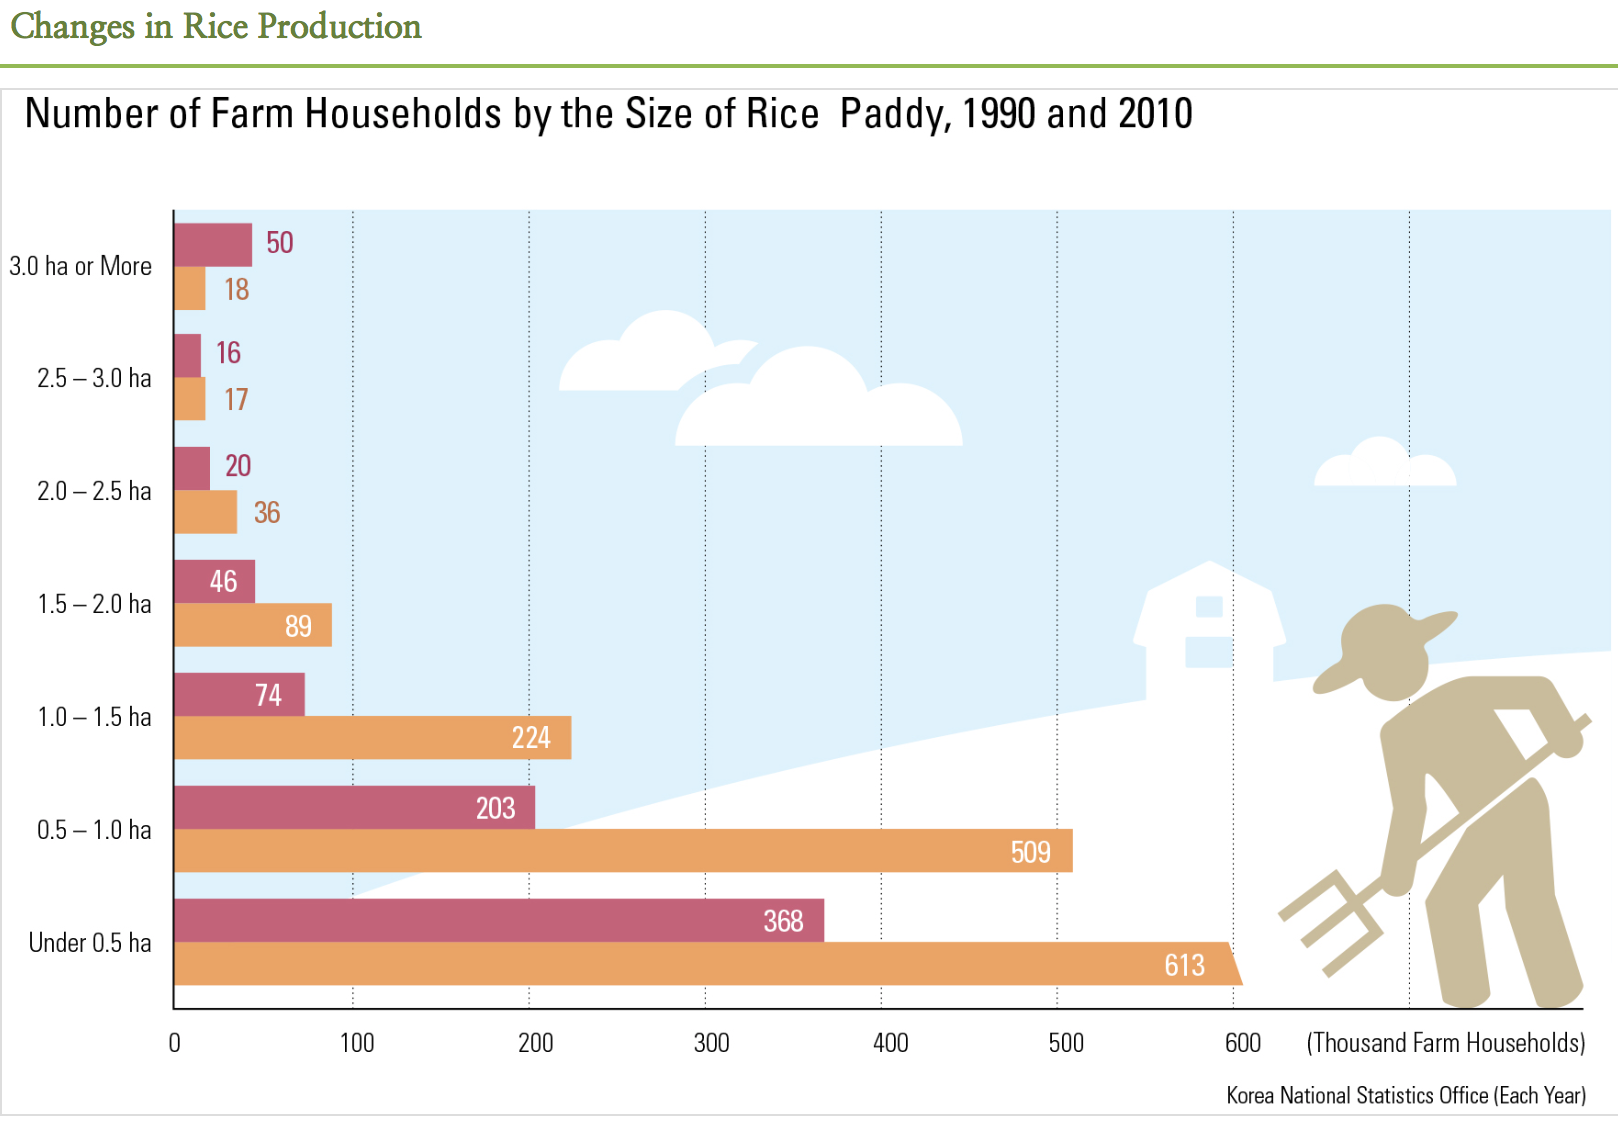 Changes in Rice Production
Number of Farm Households by the Size of Rice Paddy, 1990 and 2010
50
3.0 ha or More
18
16
2.5 – 3.0 ha
17
20
2.0 – 2.5 ha
36
46
1.5 – 2.0 ha
89
74
1.0 – 1.5 ha
224
203
0.5 – 1.0 ha
509
368
Under 0.5 ha
613
0 100 200 300 400 500 600 (Thousand Farm Households)
Korea National Statistics Office (Each Year)